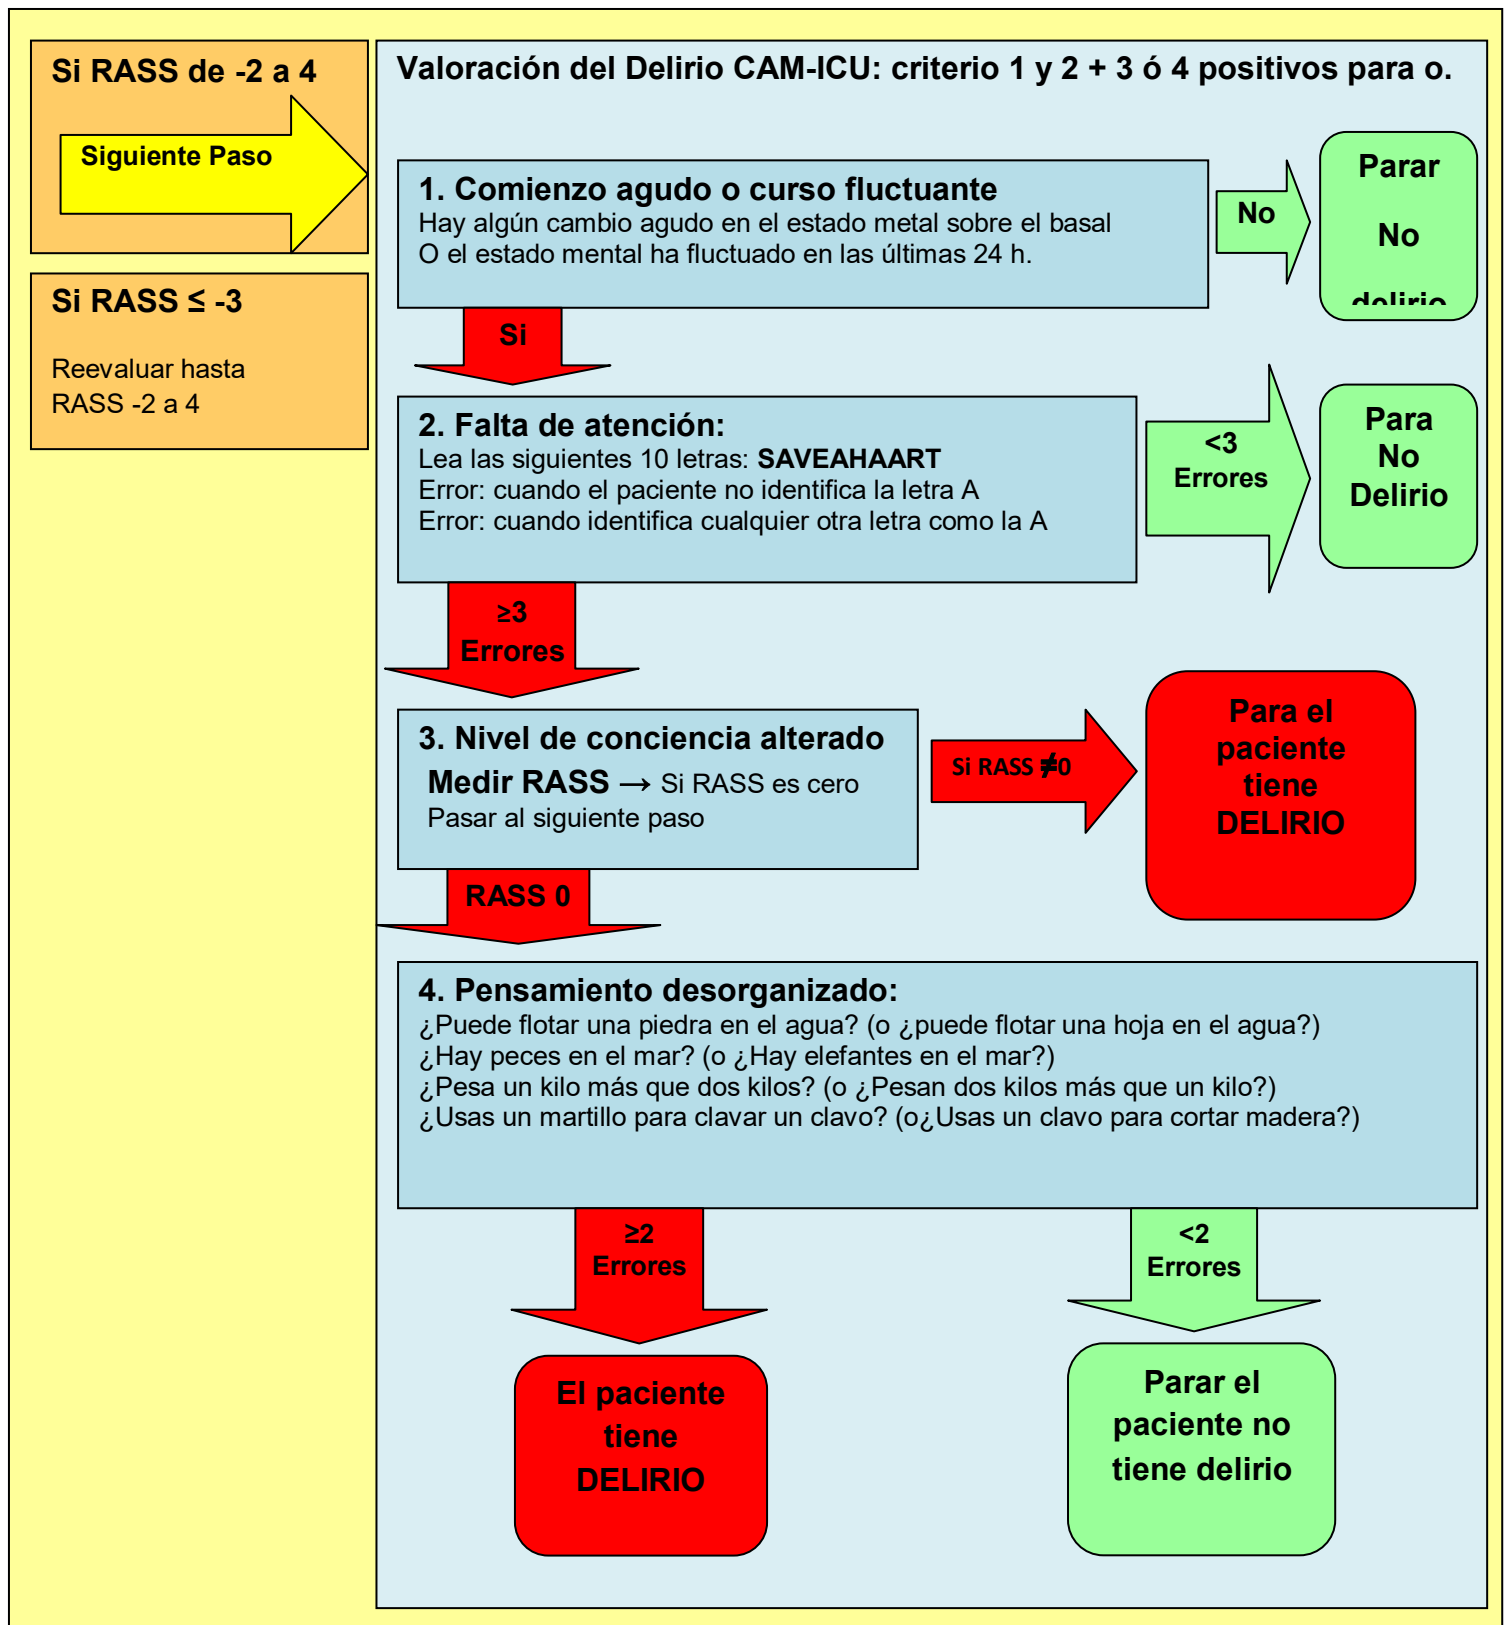 Si RASS de -2 a 4
Siguiente Paso
Si RASS ≤ -3
Reevaluar hasta
RASS -2 a 4
Valoración del Delirio CAM-ICU: criterio 1 y 2 + 3 ó 4 positivos para o.
1. Comienzo agudo o curso fluctuante
Hay algún cambio agudo en el estado metal sobre el basal
O el estado mental ha fluctuado en las últimas 24 h.
No
Parar
No
delirio
Si
2. Falta de atención:
Lea las siguientes 10 letras: SAVEAHAART
Error: cuando el paciente no identifica la letra A
Error: cuando identifica cualquier otra letra como la A
<3
Errores
Para
No
Delirio
≥3
Errores
3. Nivel de conciencia alterado
Medir RASS → Si RASS es cero
Pasar al siguiente paso
Si RASS ≠0
Para el
paciente
tiene
DELIRIO
RASS 0
4. Pensamiento desorganizado:
¿Puede flotar una piedra en el agua? (o ¿puede flotar una hoja en el agua?)
¿Hay peces en el mar? (o ¿Hay elefantes en el mar?)
¿Pesa un kilo más que dos kilos? (o ¿Pesan dos kilos más que un kilo?)
¿Usas un martillo para clavar un clavo? (o¿Usas un clavo para cortar madera?)
≥2
Errores
<2
Errores
El paciente
tiene
DELIRIO
Parar el
paciente no
tiene delirio